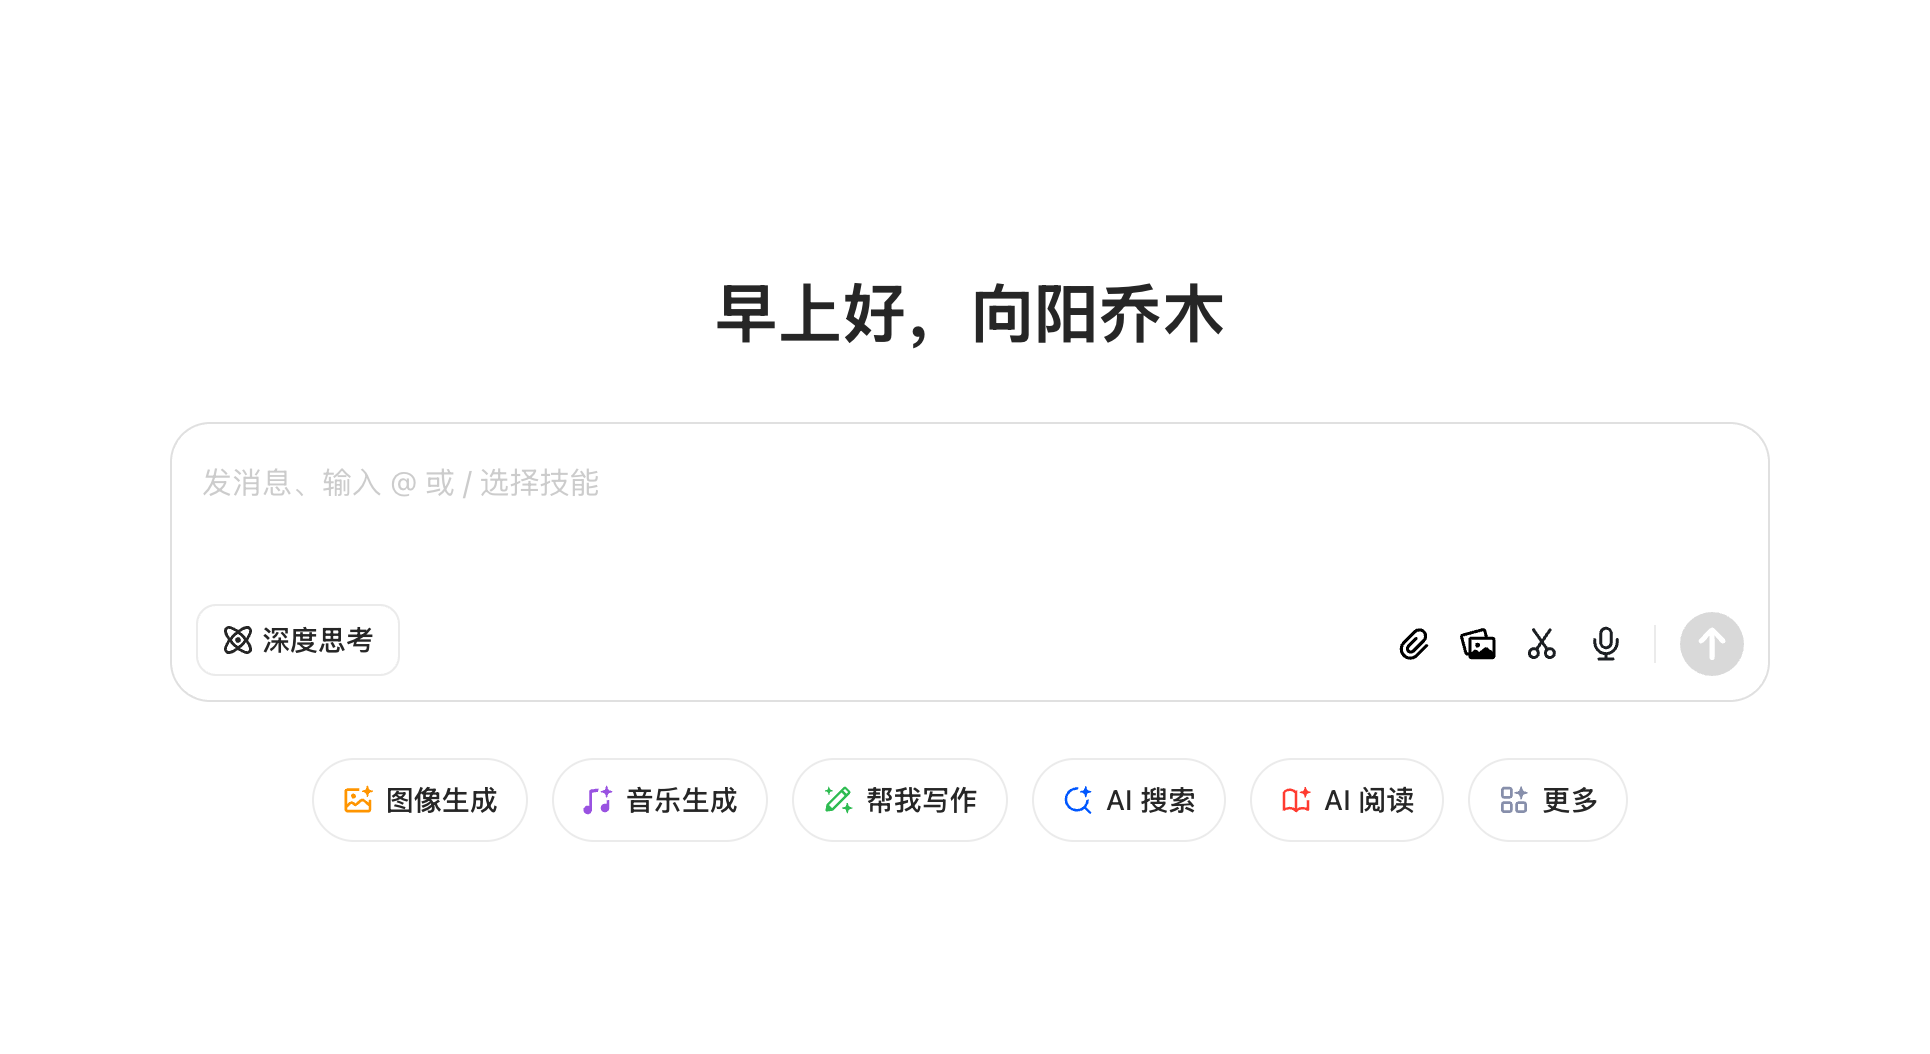 早上好，向阳乔木
发消息、输入 @ 或 / 选择技能
深度思考
图像生成
音乐生成
帮我写作
AI 搜索
AI 阅读
更多